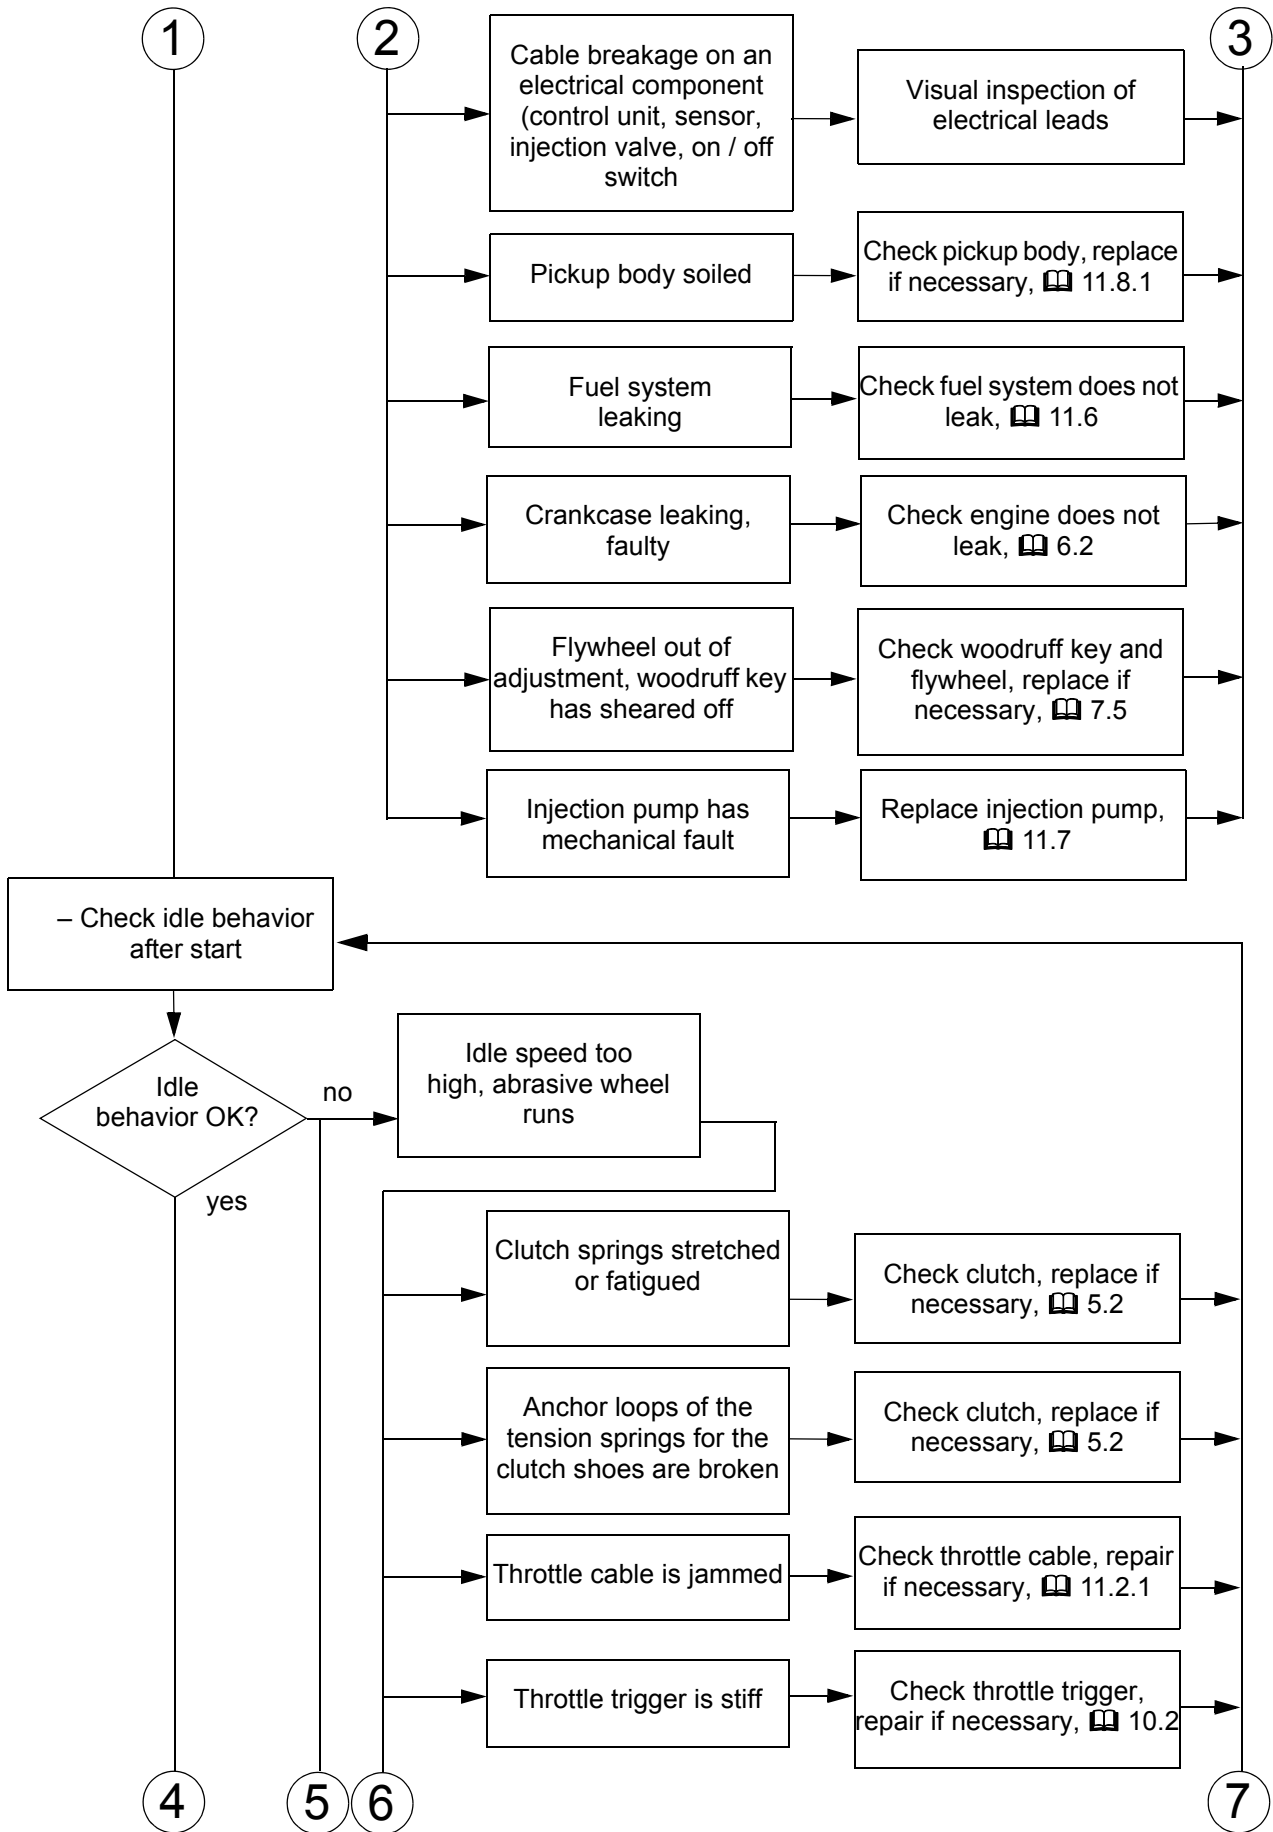 1
2
3
Cable breakage on an
electrical component
(control unit, sensor,
injection valve, on / off
switch
Visual inspection of
electrical leads
Pickup body soiled
Check pickup body, replace
if necessary, 📖 11.8.1
Fuel system
leaking
Check fuel system does not
leak, 📖 11.6
Crankcase leaking,
faulty
Check engine does not
leak, 📖 6.2
Flywheel out of
adjustment, woodruff key
has sheared off
Check woodruff key and
flywheel, replace if
necessary, 📖 7.5
Injection pump has
mechanical fault
Replace injection pump,
📖 11.7
– Check idle behavior
after start
Idle
behavior OK?
no
yes
Idle speed too
high, abrasive wheel
runs
Clutch springs stretched
or fatigued
Check clutch, replace if
necessary, 📖 5.2
Anchor loops of the
tension springs for the
clutch shoes are broken
Check clutch, replace if
necessary, 📖 5.2
Throttle cable is jammed
Check throttle cable, repair
if necessary, 📖 11.2.1
Throttle trigger is stiff
Check throttle trigger,
repair if necessary, 📖 10.2
4
5
6
7